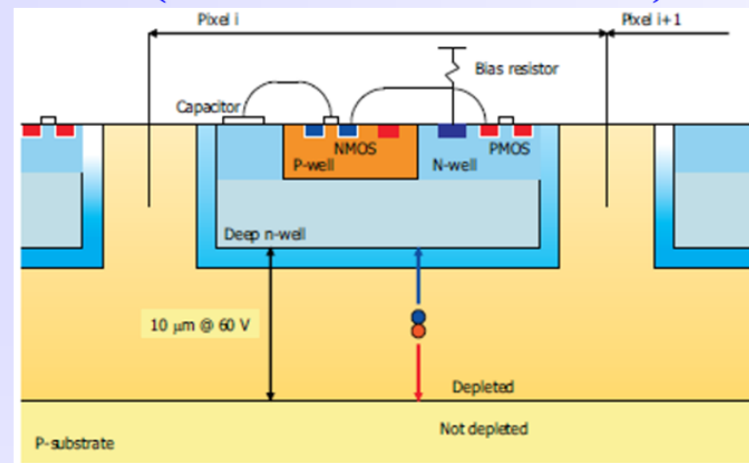 Pixel i
Pixel i+1
Bias resistor
Capacitor
NMOS
PMOS
P-well
N-well
Deep n-well
10 µm @ 60 V
Depleted
Not depleted
P-substrate